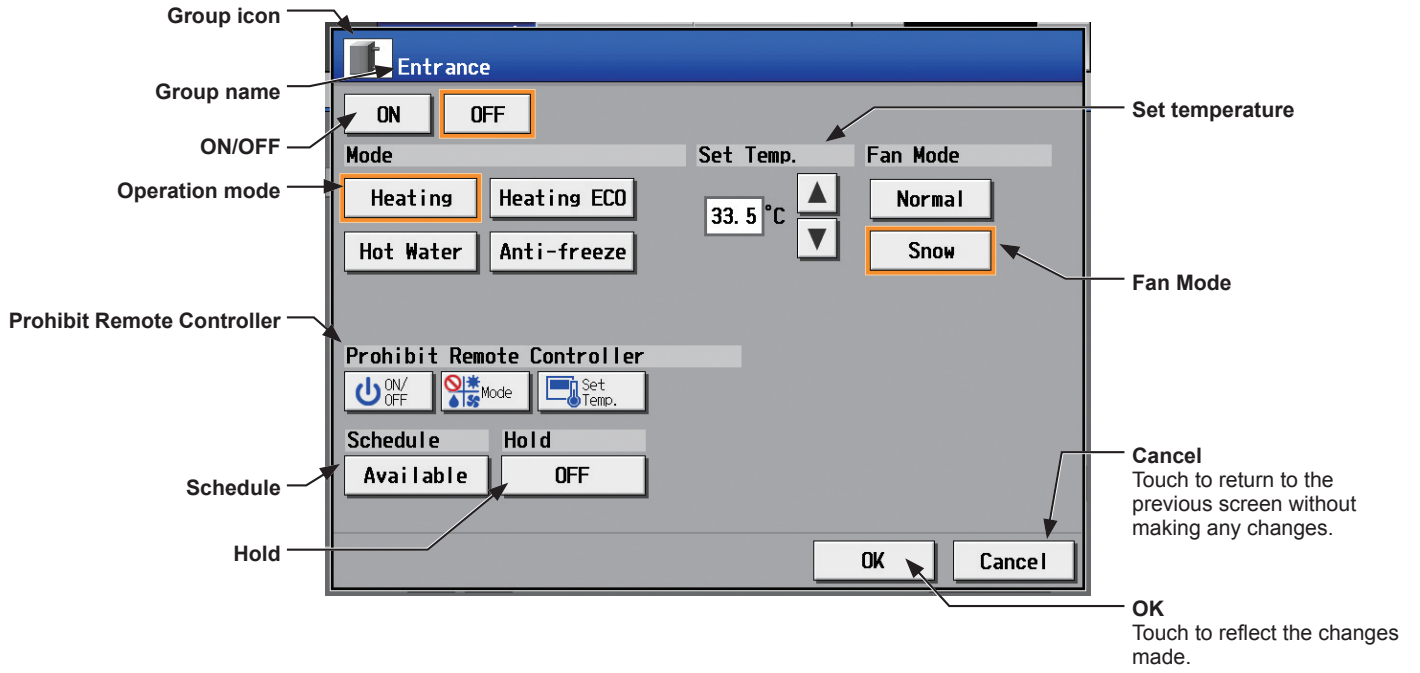 Group icon
Entrance
Group name
ON OFF
Set temperature
ON/OFF
Mode
Set Temp.
Fan Mode
Operation mode
Heating
Heating ECO
33. 5 °C
Normal
Hot Water
Anti-freeze
Snow
Fan Mode
Prohibit Remote Controller
Prohibit Remote Controller
ON/
OFF
Mode
Set
Temp.
Schedule
Hold
Available
OFF
Schedule
Cancel
Touch to return to the
previous screen without
making any changes.
Hold
OK
Cancel
OK
Touch to reflect the changes
made.